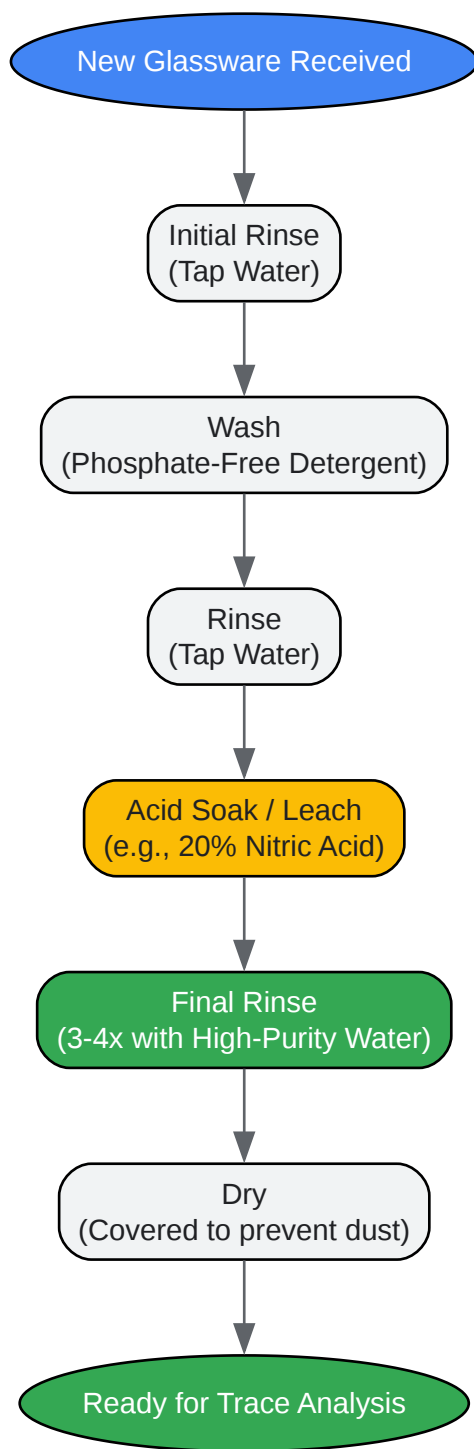 New Glassware Received
Initial Rinse
(Tap Water)
Wash
(Phosphate-Free Detergent)
Rinse
(Tap Water)
Acid Soak / Leach
(e.g., 20% Nitric Acid)
Final Rinse
(3-4x with High-Purity Water)
Dry
(Covered to prevent dust)
Ready for Trace Analysis